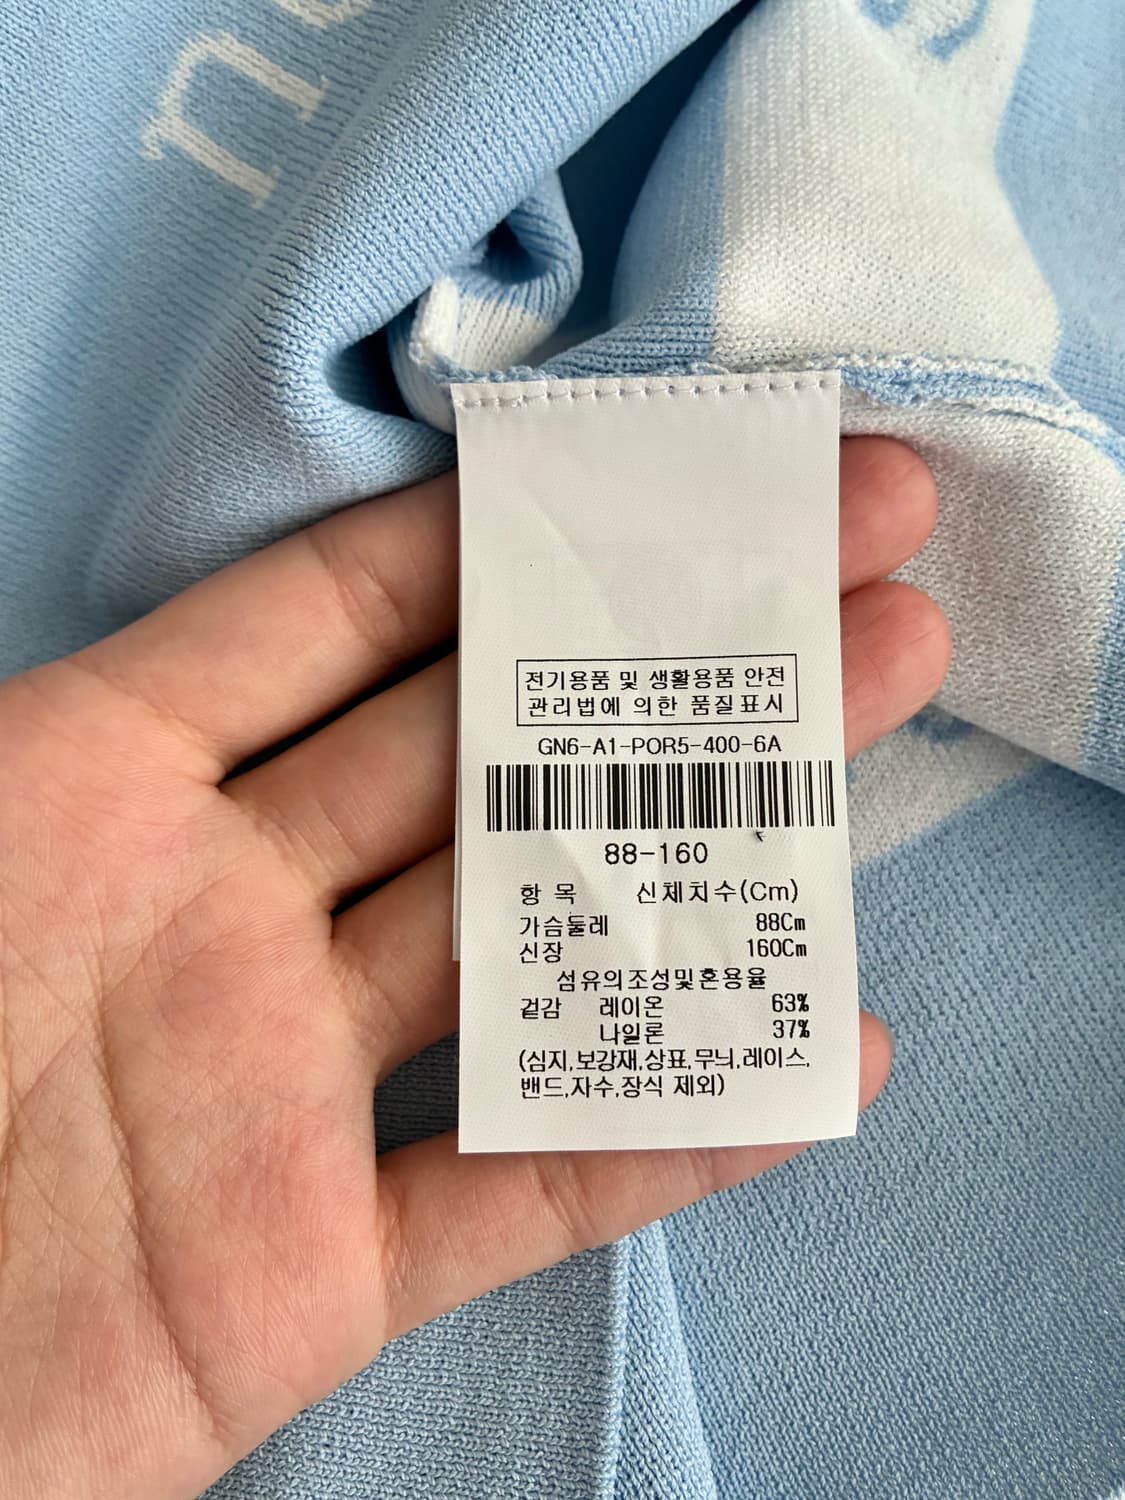 n
전기용품 및 생활용품 안전
관리법에 의한 품질표시
GN6-A1-POR5-400-6A
88-160
항 목 신체치수(Cm)
가슴둘레 88Cm
신장 160Cm
섬유의조성및혼용율
겉감 레이온 63%
나일론 37%
(심지,보강재,상표,무늬,레이스,
밴드,자수,장식 제외)